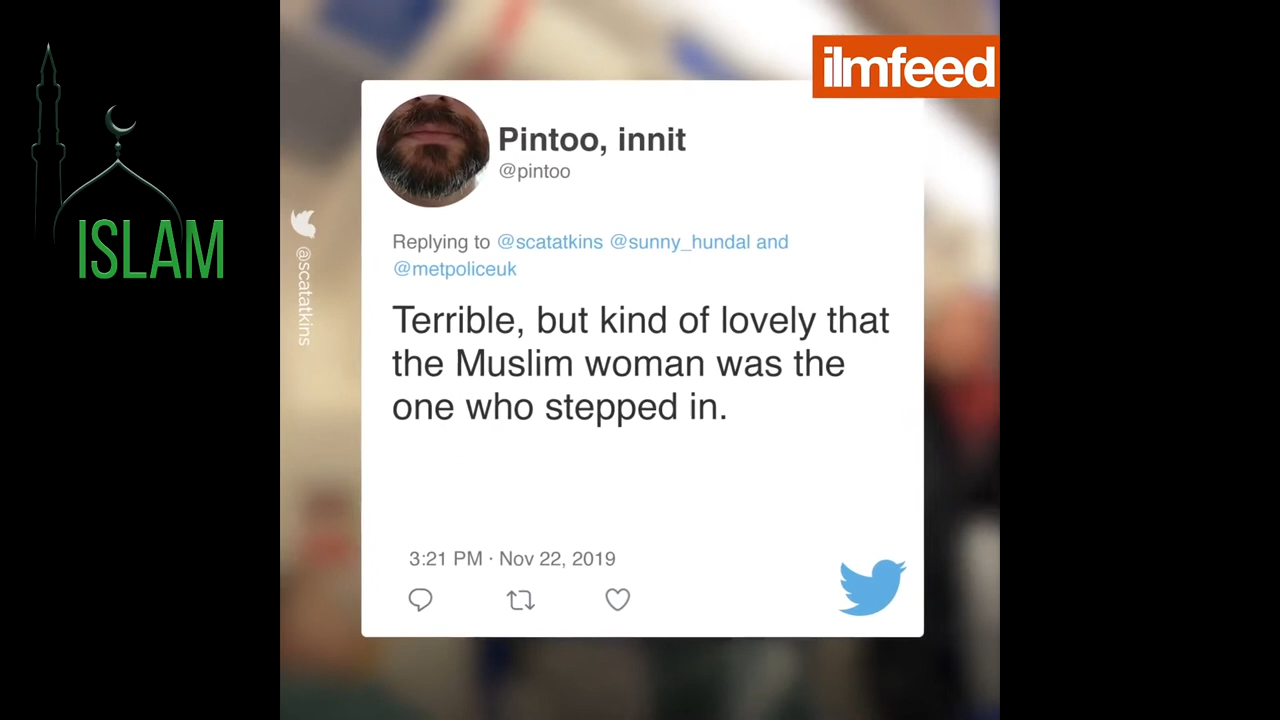 ISLAM
ilmfeed
@scatatkins
Pintoo, innit
@pintoo
Replying to @scatatkins @sunny_hundal and
@metpoliceuk
Terrible, but kind of lovely that
the Muslim woman was the
one who stepped in.
3:21 PM · Nov 22, 2019